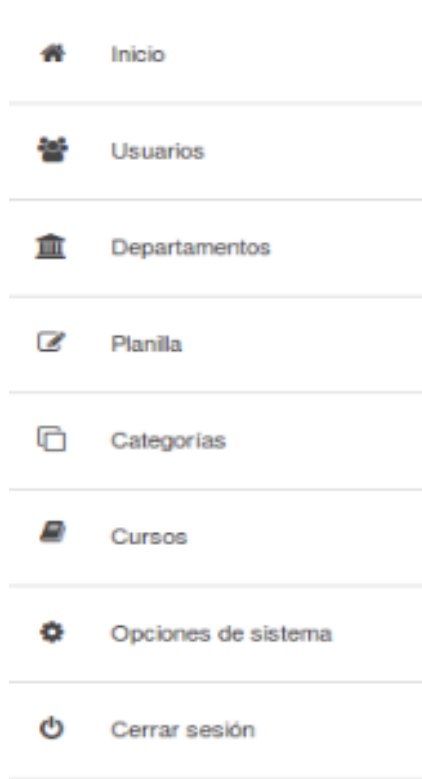 Inicio
Usuarios
Departamentos
Planilla
Categorías
Cursos
Opciones de sistema
Cerrar sesión